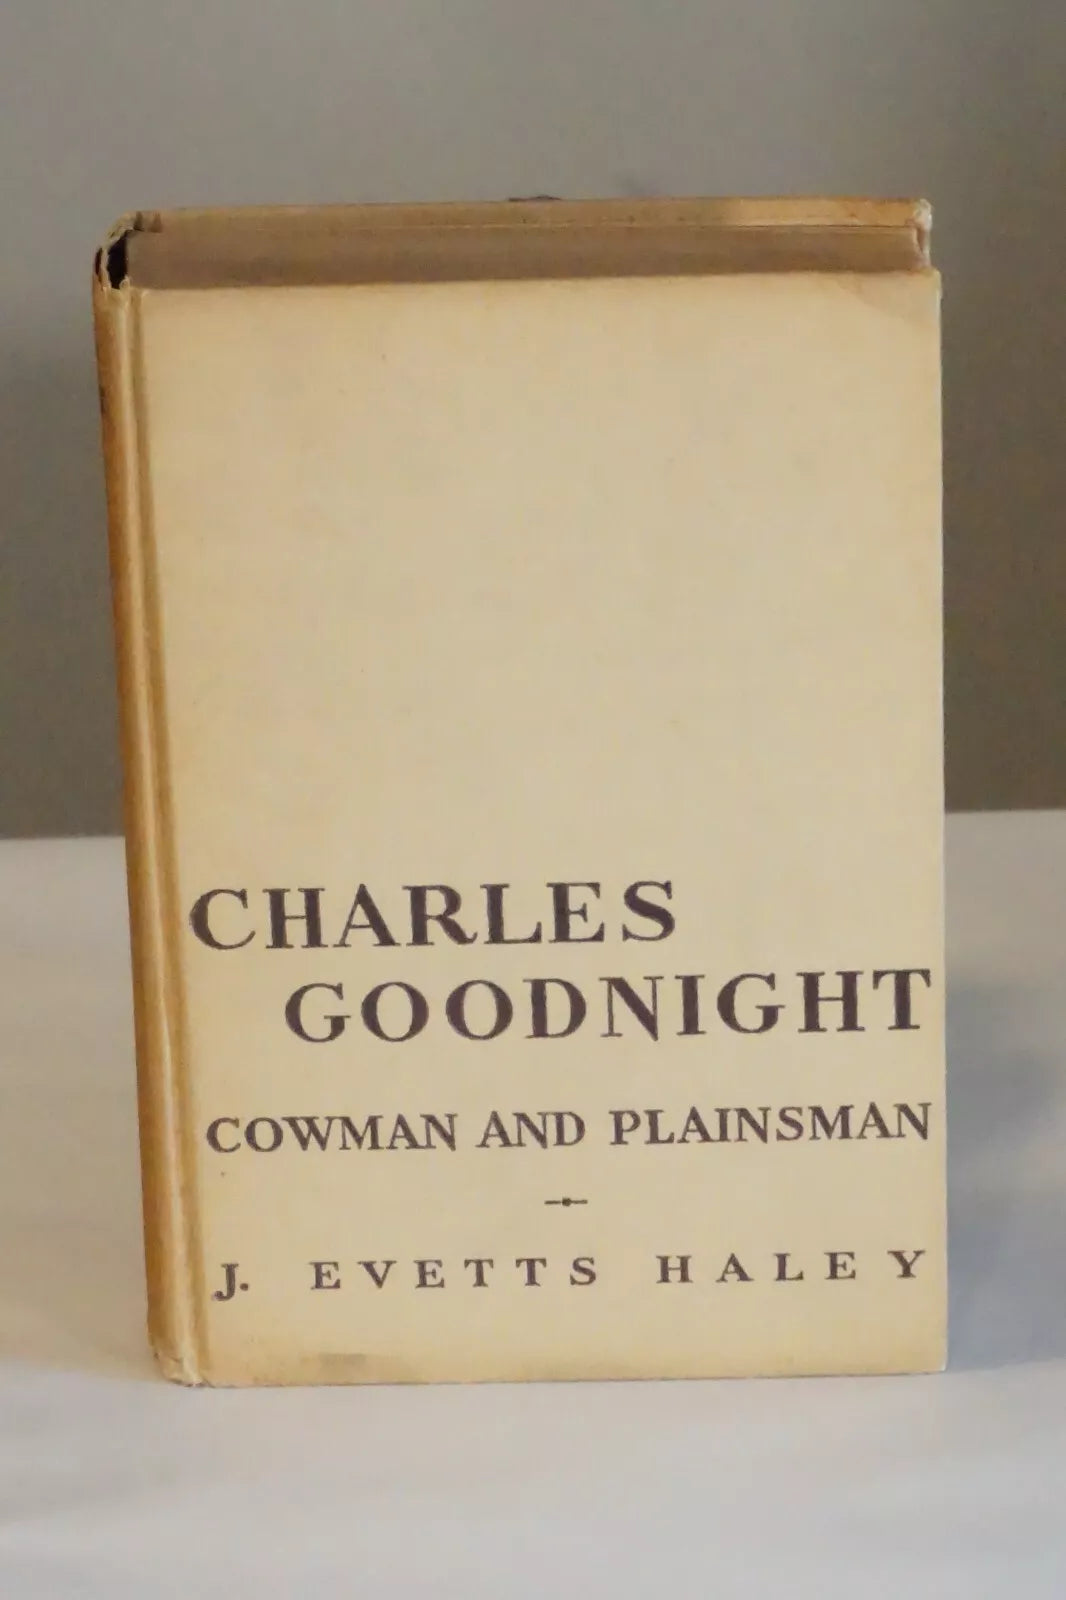 CHARLES
GOODNIGHT
COWMAN AND PLAINSMAN
J. EVETTS HALEY